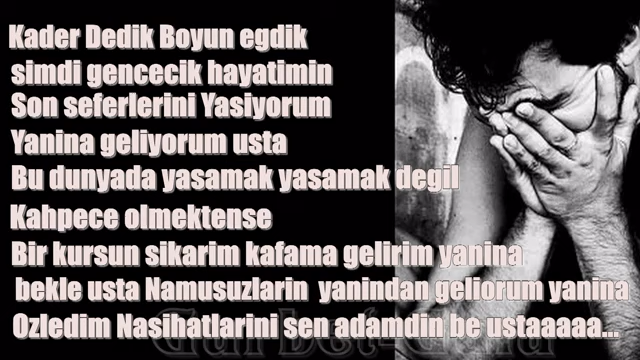 Kader Dedik Boyun egdik
simdi gencecik hayatimin
Son seferlerini Yasiyorum
Yanina geliyorum usta
Bu dunyada yasamak yasamak degil
Kahpece olmektense
Bir kursun sikarim kafama gelirim yanina
bekle usta Namusuzlarin yanindan geliorum yanina
Ozledim Nasihatlarini sen adamdin be ustaaaaa...